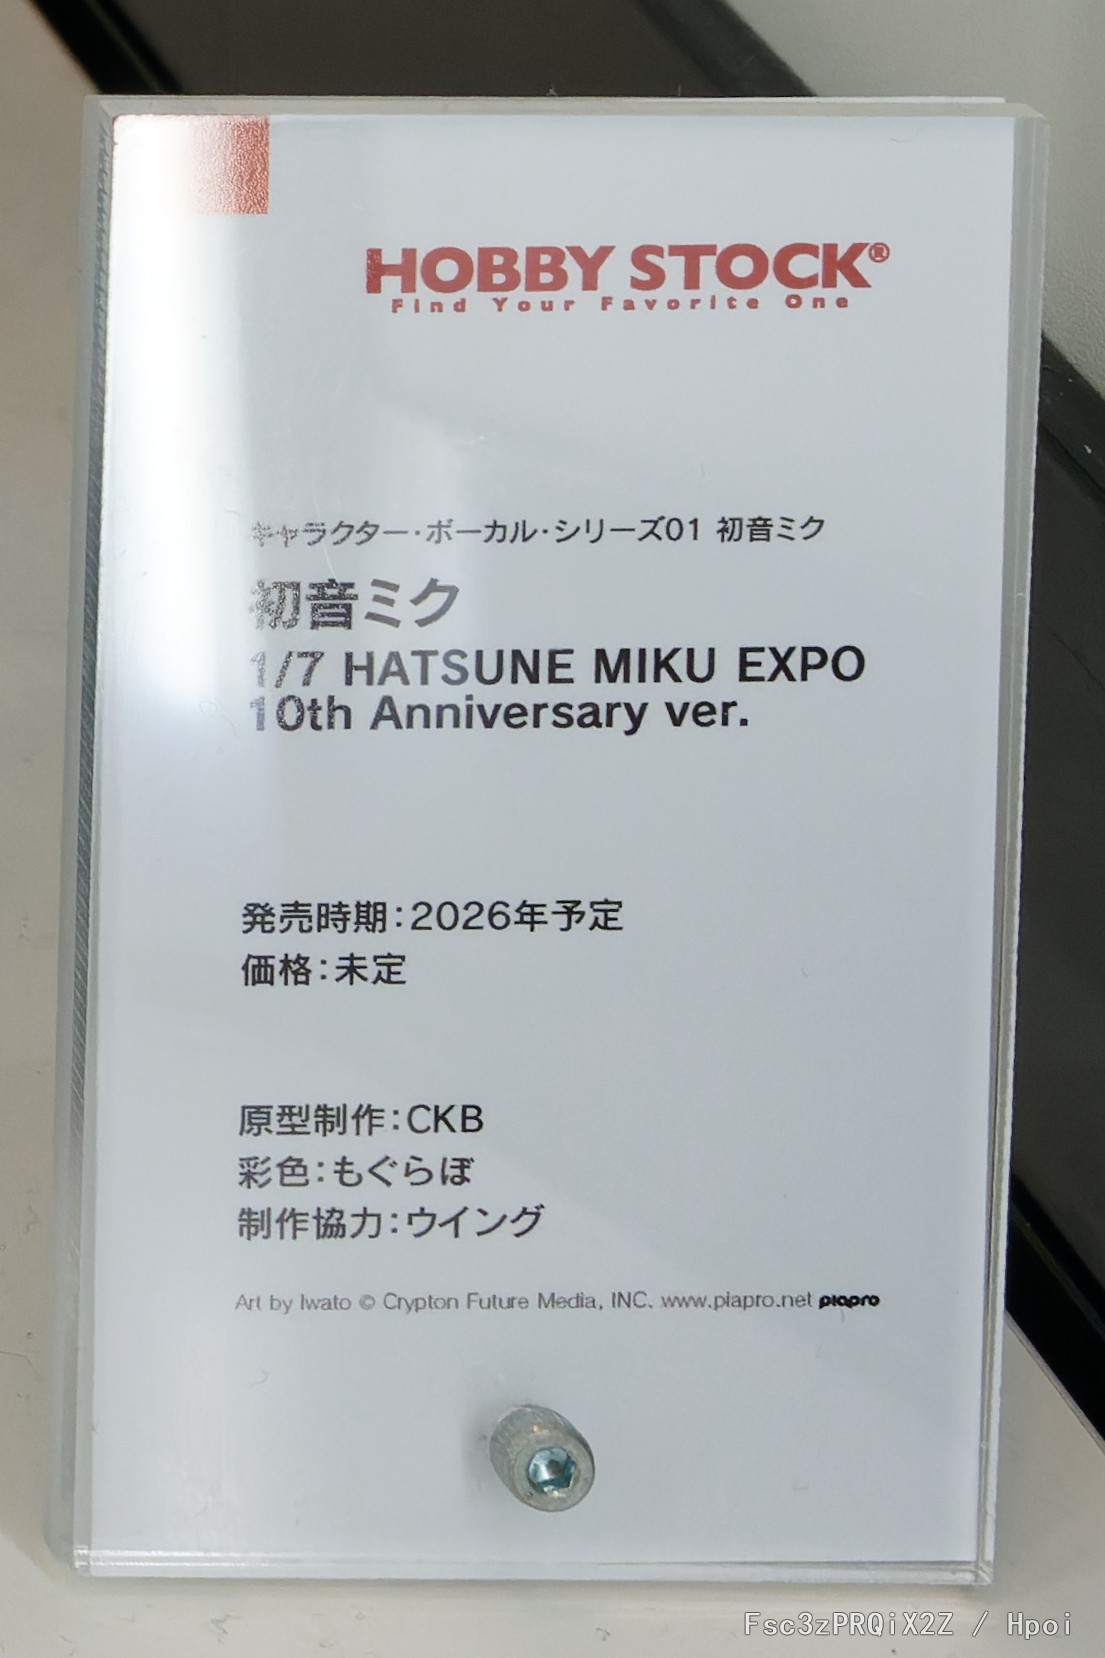 HOBBY STOCK®
Find Your Favorite One
キャラクター・ボーカル・シリーズ01 初音ミク
初音ミク
1/7 HATSUNE MIKU EXPO
10th Anniversary ver.
発売時期：2026年予定
価格：未定
原型制作：CKB
彩色：もぐらぼ
制作協力：ウイング
Art by Iwato © Crypton Future Media, INC. www.piapro.net piapro
Fsc3zPRQiX2Z / Hpoi